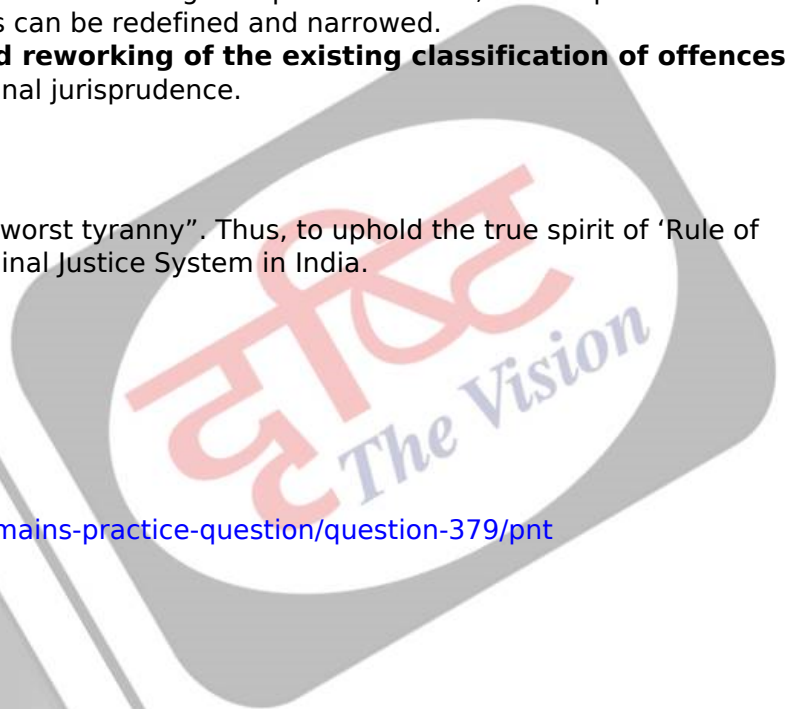 s can be redefined and narrowed.
d reworking of the existing classification of offences
nal jurisprudence.
worst tyranny”. Thus, to uphold the true spirit of ‘Rule of
inal Justice System in India.
दृष्टि
The Vision
mains-practice-question/question-379/pnt